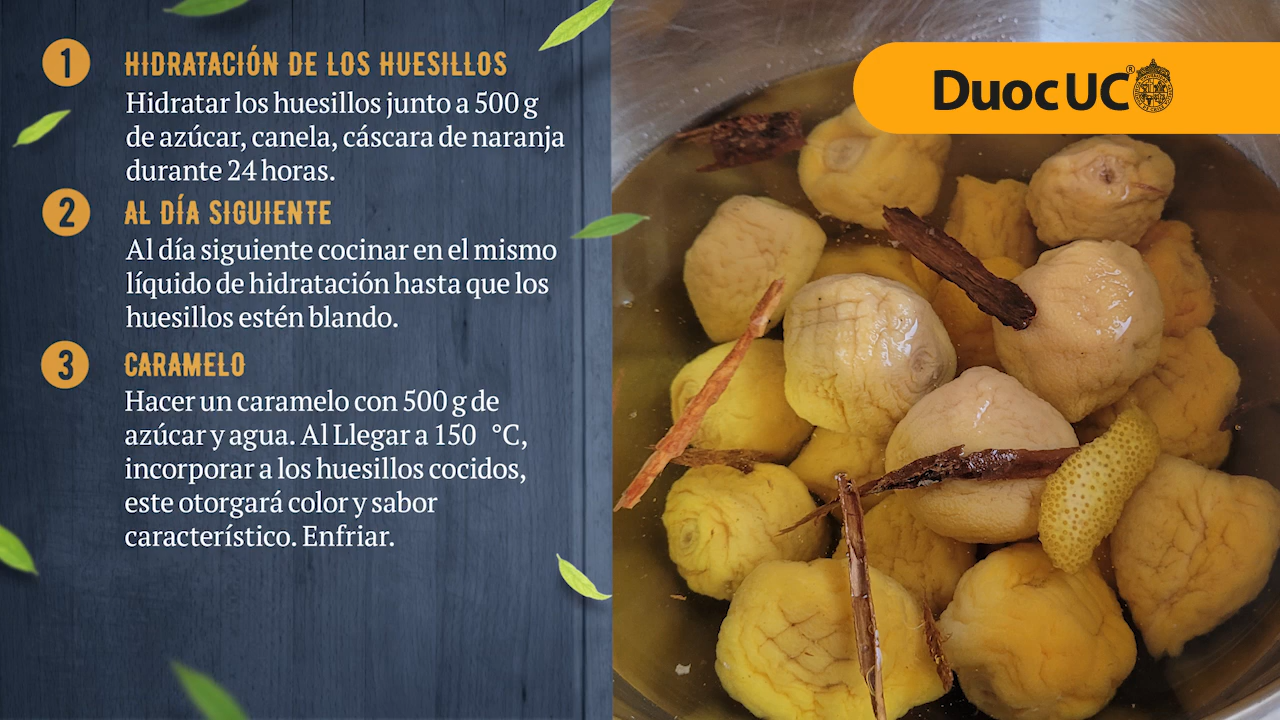 1 HIDRATACIÓN DE LOS HUESILLOS
Hidratar los huesillos junto a 500 g
de azúcar, canela, cáscara de naranja
durante 24 horas.
2 AL DÍA SIGUIENTE
Al día siguiente cocinar en el mismo
líquido de hidratación hasta que los
huesillos estén blando.
3 CARAMELO
Hacer un caramelo con 500 g de
azúcar y agua. Al Llegar a 150 °C,
incorporar a los huesillos cocidos,
este otorgará color y sabor
característico. Enfriar.
Duoc UC®